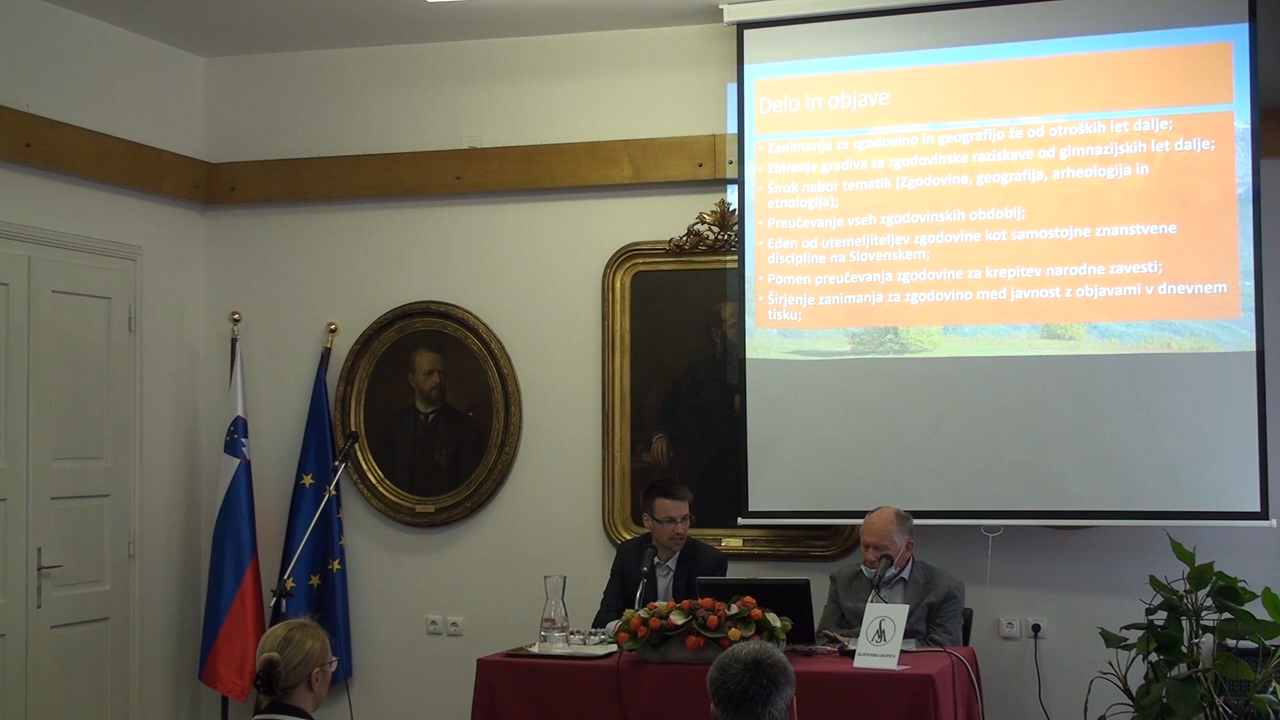 Delo in objave
• Zanimanje za zgodovino in geografijo že od otroških let dalje;
• Zbiranje gradiva za zgodovinske raziskave od gimnazijskih let dalje;
• Širok nabor tematik (Zgodovina, geografija, arheologija in
etnologija);
• Preučevanje vseh zgodovinskih obdobij;
• Eden od utemeljiteljev zgodovine kot samostojne znanstvene
discipline na Slovenskem;
• Pomen preučevanja zgodovine za krepitev narodne zavesti;
• Širjenje zanimanja za zgodovino med javnost z objavami v dnevnem
tisku;
SLOVENSKA MATICA